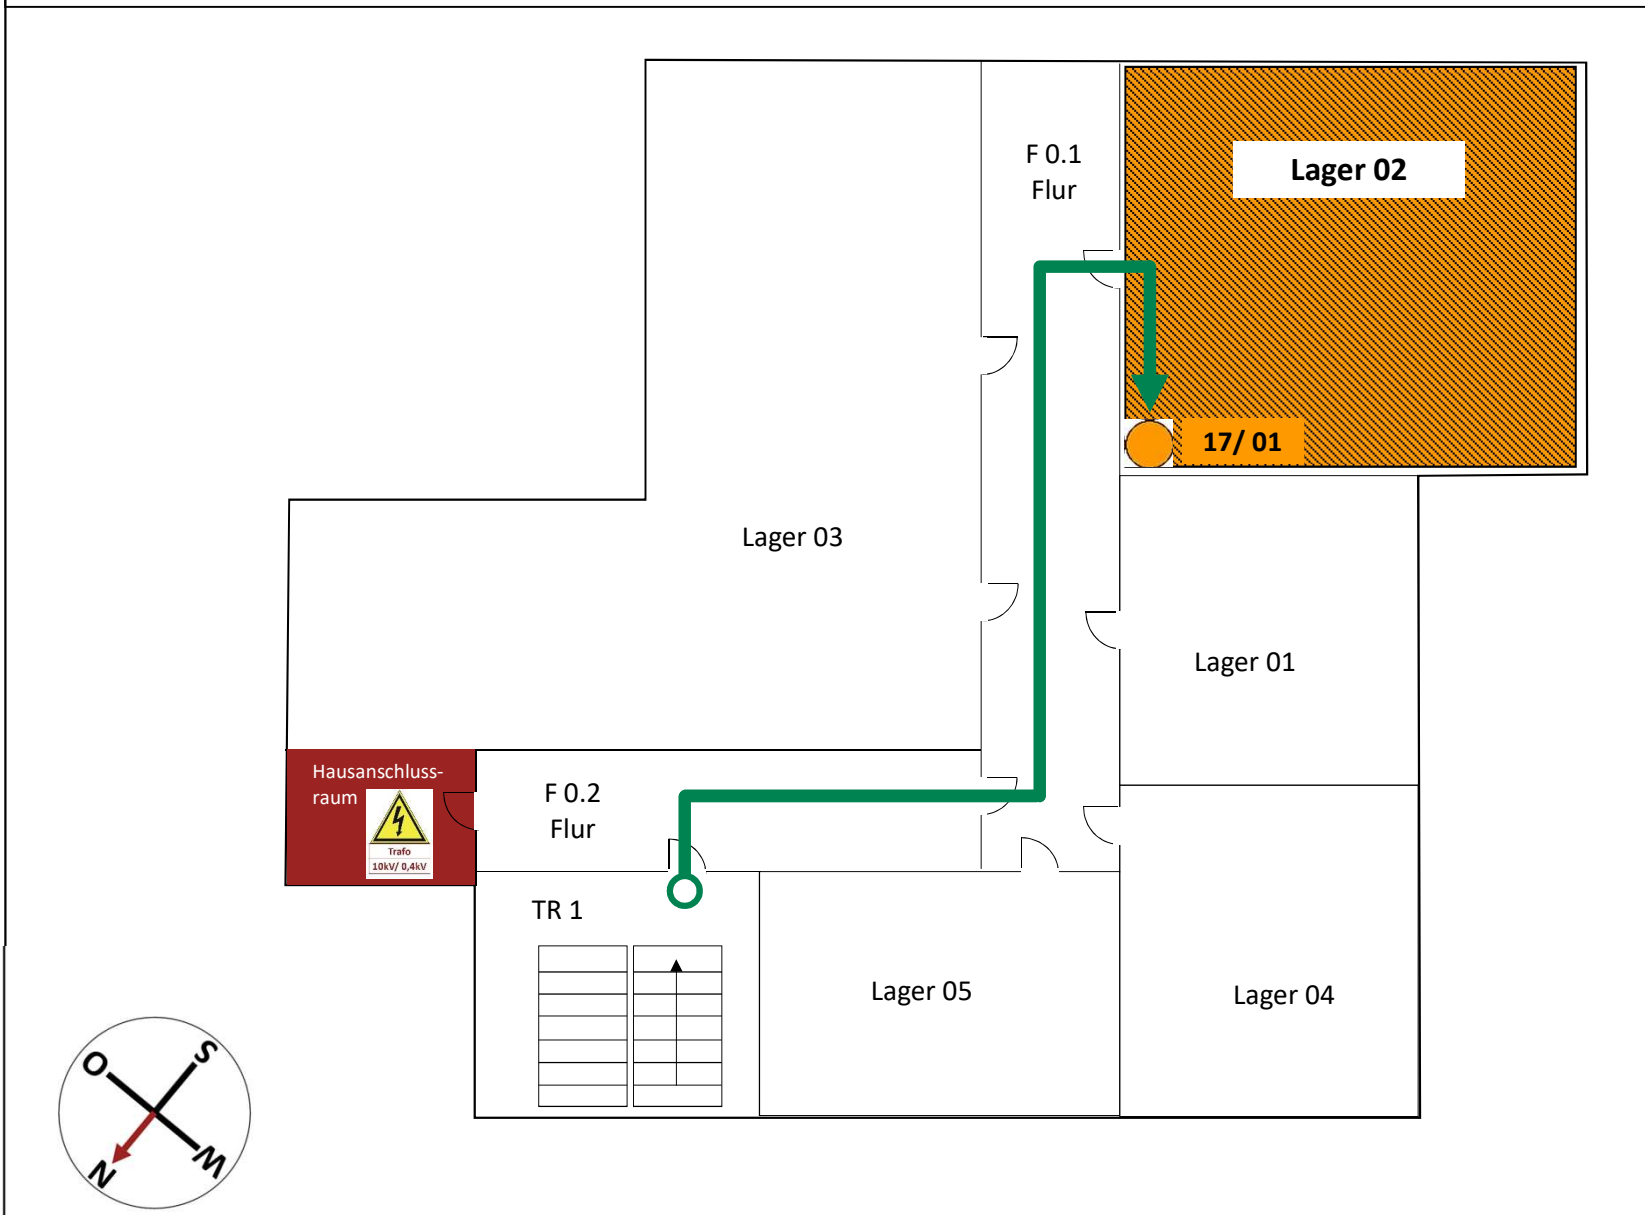 F 0.1
Flur
Lager 02
17/ 01
Lager 03
Lager 01
Hausanschluss-
raum
Trafo
10kV/ 0,4kV
F 0.2
Flur
TR 1
Lager 05
Lager 04
O
S
N
W